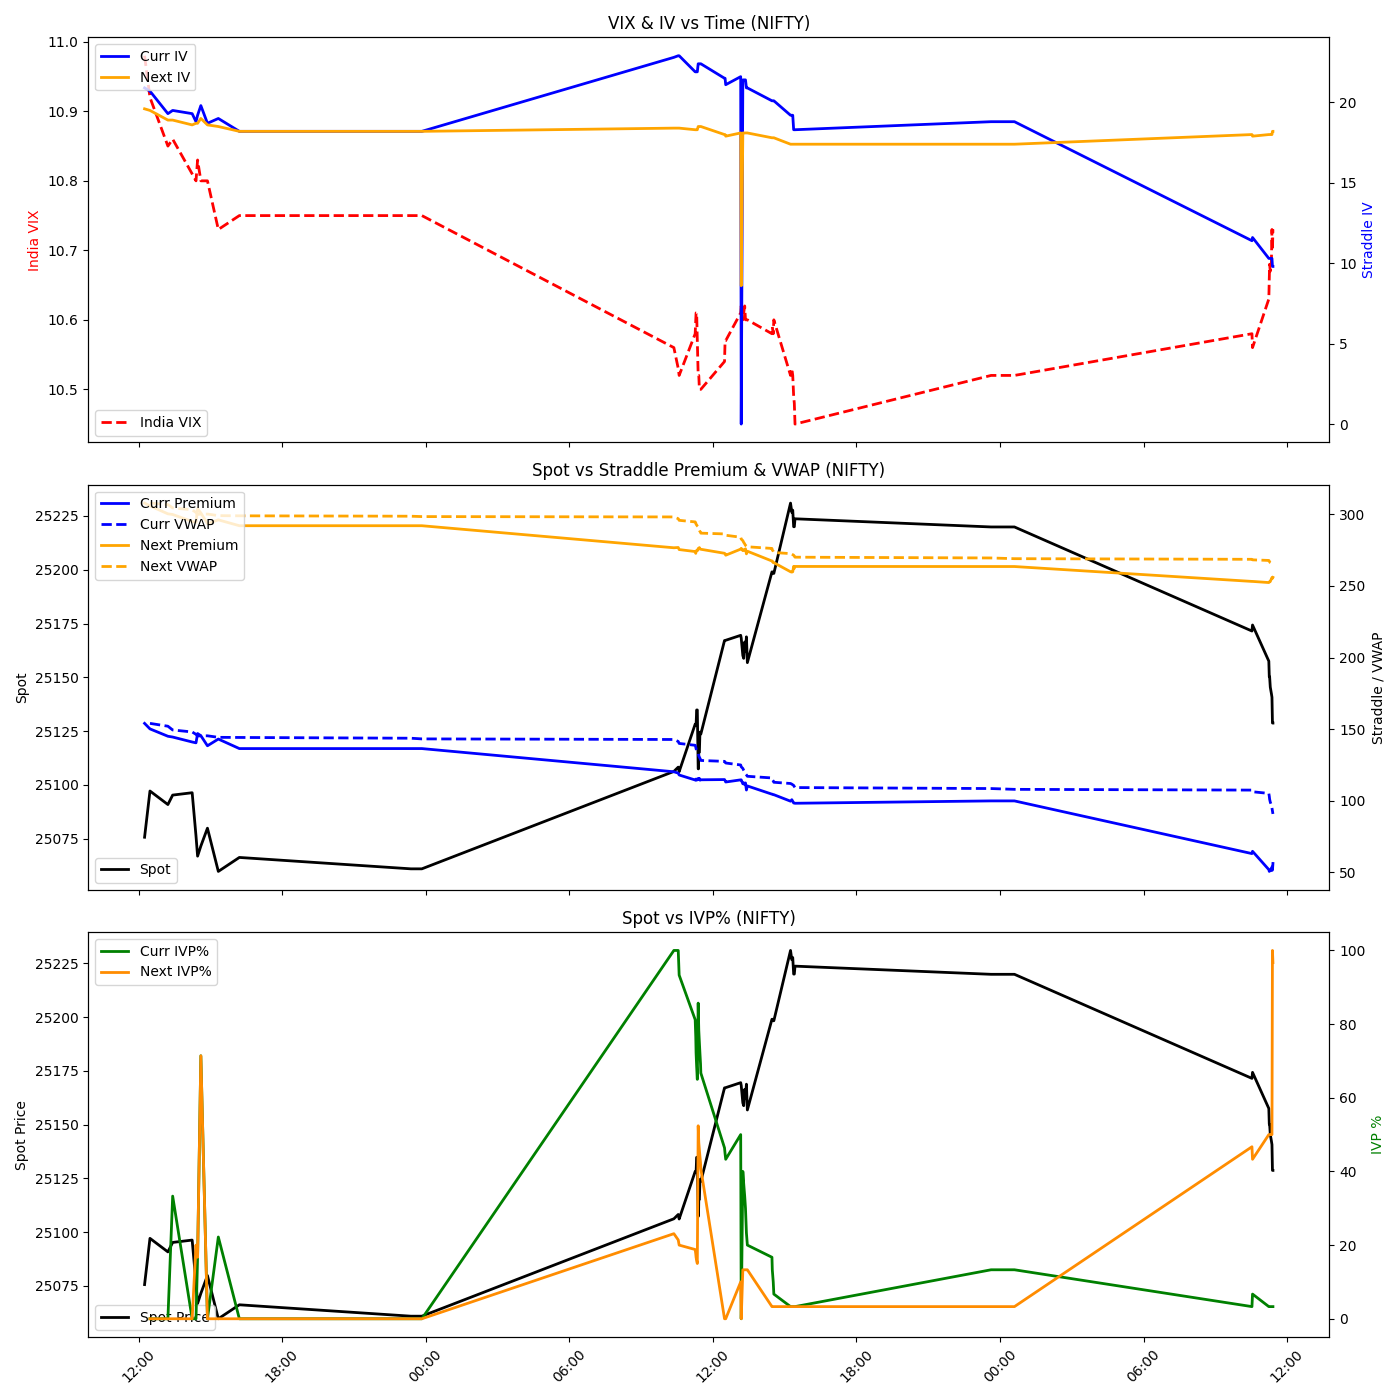 VIX & IV vs Time (NIFTY)
Curr IV
Next IV
India VIX
11.0
10.9
10.8
10.7
10.6
10.5
India VIX
20
15
10
5
0
Straddle IV
Spot vs Straddle Premium & VWAP (NIFTY)
Curr Premium
Curr VWAP
Next Premium
Next VWAP
Spot
25225
25200
25175
25150
25125
25100
25075
Spot
300
250
200
150
100
50
Straddle / VWAP
Spot vs IVP% (NIFTY)
Curr IVP%
Next IVP%
Spot Price
25225
25200
25175
25150
25125
25100
25075
Spot Price
100
80
60
40
20
0
IVP %
12:00
18:00
00:00
06:00
12:00
18:00
00:00
06:00
12:00